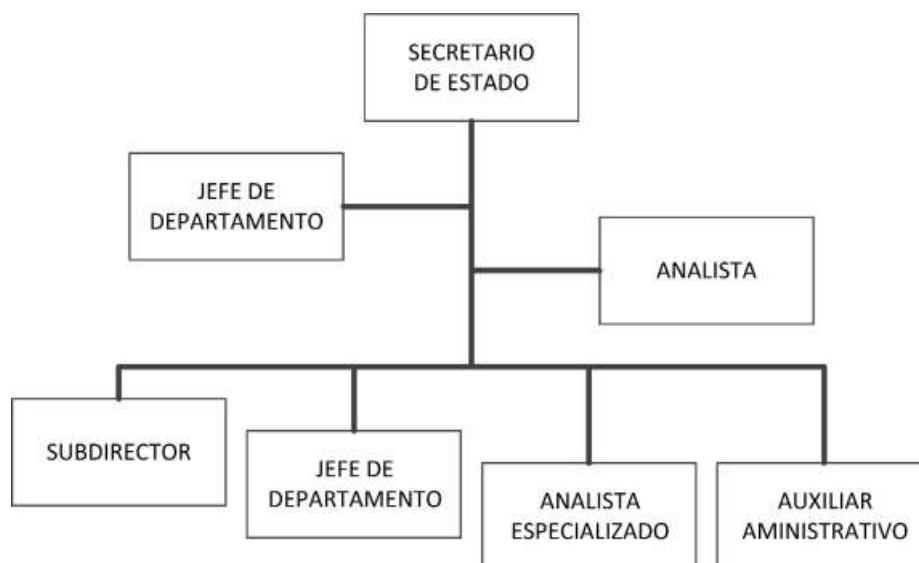 SECRETARIO
DE ESTADO
JEFE DE
DEPARTAMENTO
ANALISTA
SUBDIRECTOR
JEFE DE
DEPARTAMENTO
ANALISTA
ESPECIALIZADO
AUXILIAR
AMINISTRATIVO